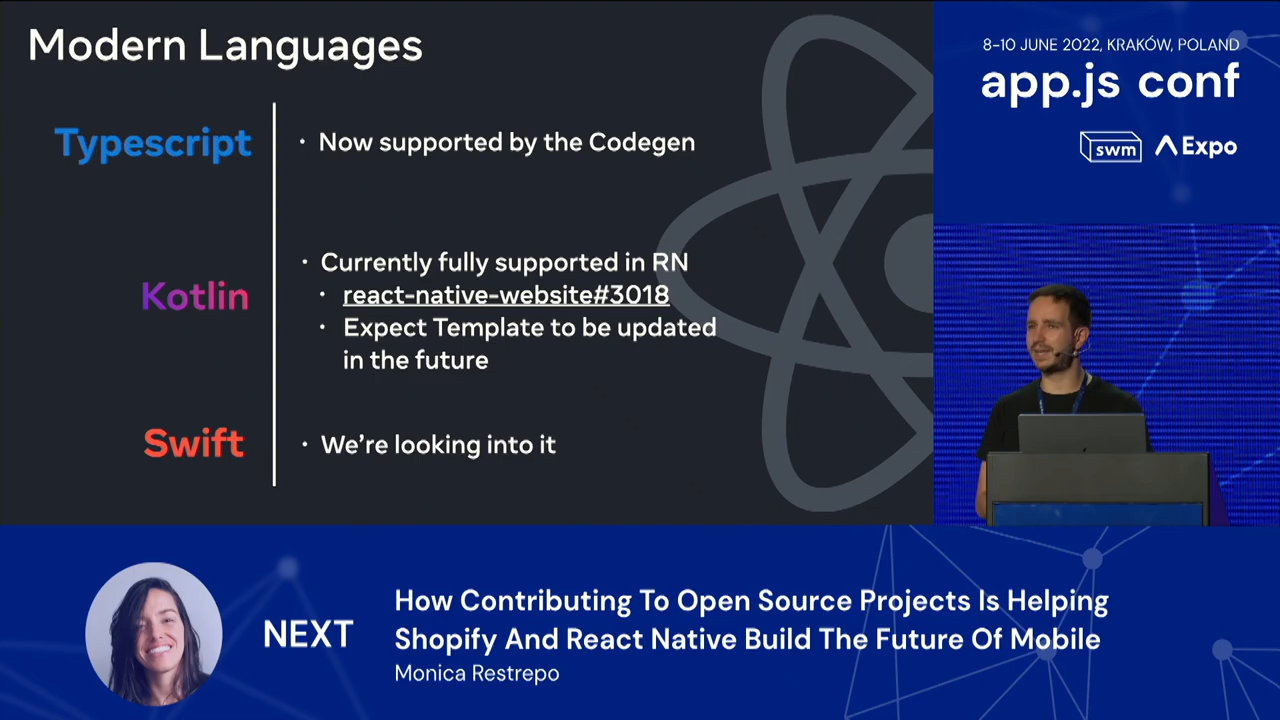 Modern Languages
Typescript
• Now supported by the Codegen
Kotlin
• Currently fully supported in RN
• react-native-website#3018
• Expect Template to be updated
in the future
Swift
• We're looking into it
8–10 JUNE 2022, KRAKÓW, POLAND
app.js conf
swm
Expo
NEXT
How Contributing To Open Source Projects Is Helping
Shopify And React Native Build The Future Of Mobile
Monica Restrepo